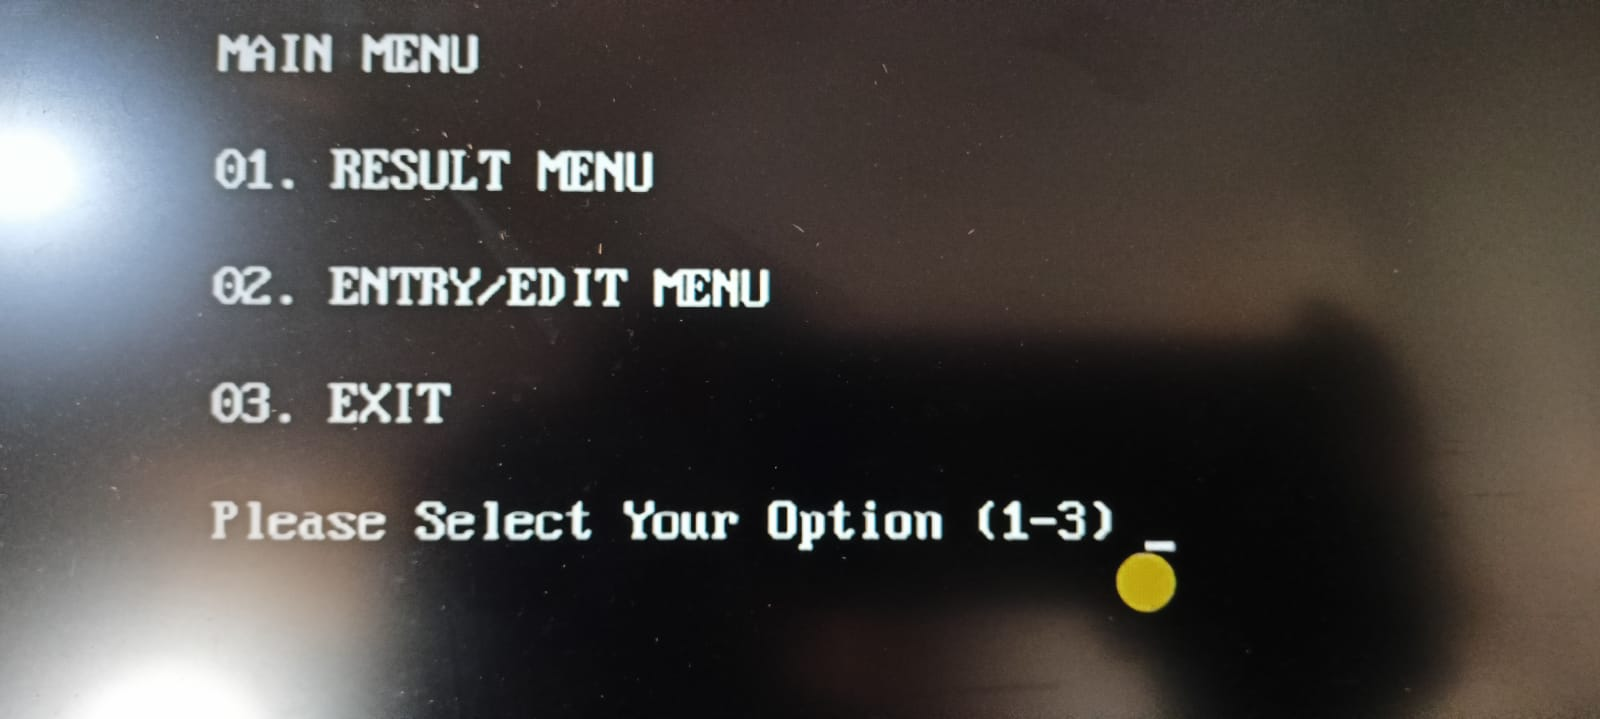 MAIN MENU
01. RESULT MENU
02. ENTRY/EDIT MENU
03. EXIT
Please Select Your Option (1-3) _